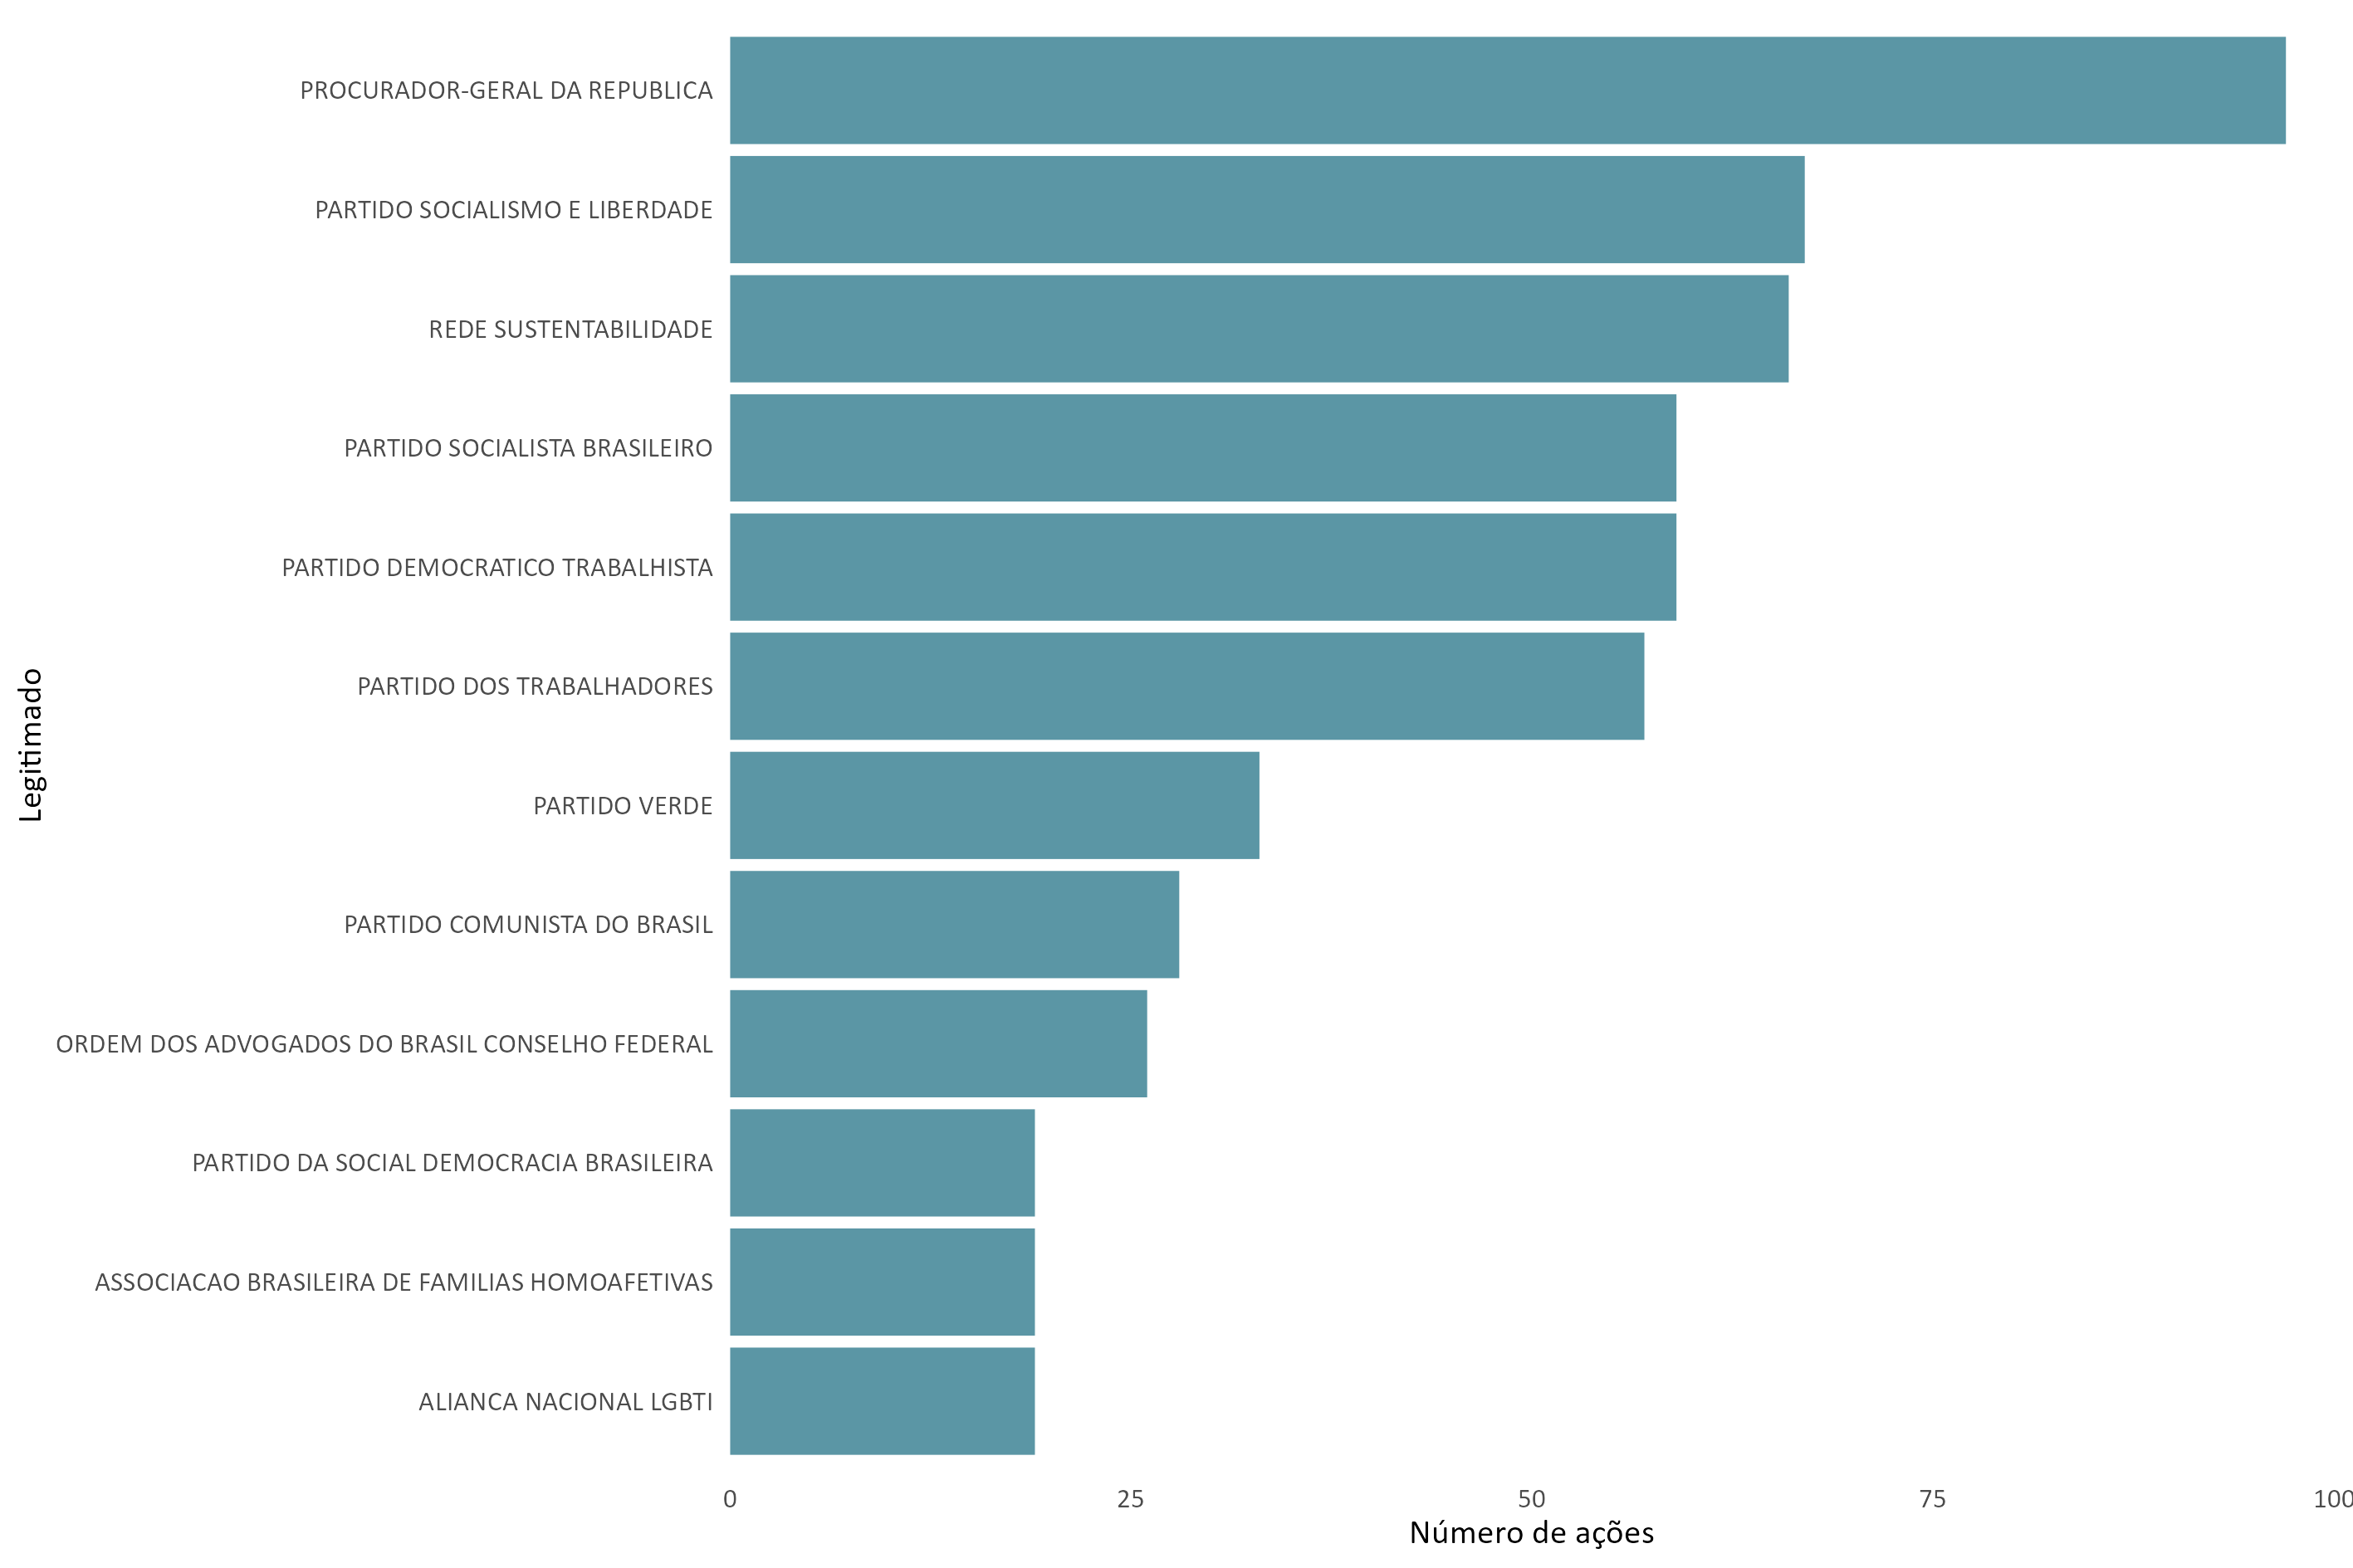 PROCURADOR-GERAL DA REPUBLICA
PARTIDO SOCIALISMO E LIBERDADE
REDE SUSTENTABILIDADE
PARTIDO SOCIALISTA BRASILEIRO
PARTIDO DEMOCRATICO TRABALHISTA
PARTIDO DOS TRABALHADORES
PARTIDO VERDE
PARTIDO COMUNISTA DO BRASIL
ORDEM DOS ADVOGADOS DO BRASIL CONSELHO FEDERAL
PARTIDO DA SOCIAL DEMOCRACIA BRASILEIRA
ASSOCIACAO BRASILEIRA DE FAMILIAS HOMOAFETIVAS
ALIANCA NACIONAL LGBTI
Legitimado
0 25 50 75 100
Número de ações